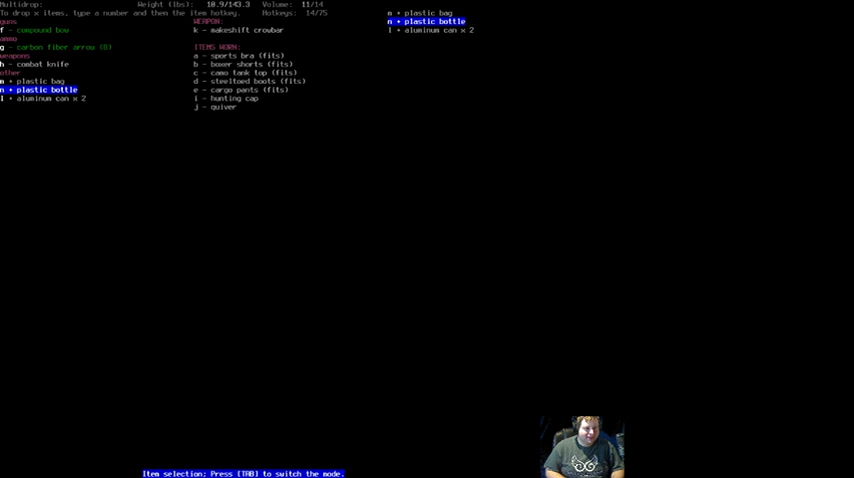 Multidrop: Weight (lbs): 18.9/143.3 Volume: 11/14
To drop x items, type a number and then the item hotkey. Hotkeys: 14/75
guns
f - compound bow
ammo
g - carbon fiber arrow (8)
weapons
h - combat knife
other
m + plastic bag
n + plastic bottle
l + aluminum can x 2
WEAPON:
k - makeshift crowbar
ITEMS WORN:
a - sports bra (fits)
b - boxer shorts (fits)
c - camo tank top (fits)
d - steeltoed boots (fits)
e - cargo pants (fits)
i - hunting cap
j - quiver
m + plastic bag
n + plastic bottle
l + aluminum can x 2
Item selection; Press [TAB] to switch the mode.